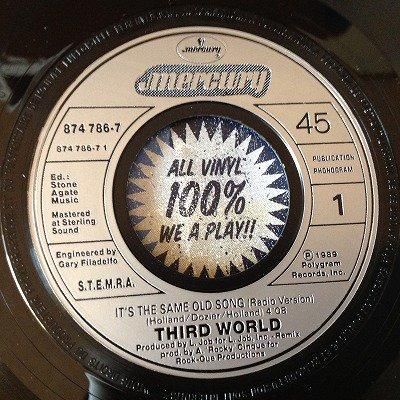 mercury
mercury
874 786-7
874 786-7 1
Ed.:
Stone
Agate
Music
Mastered
at Sterling
Sound
Engineered by
Gary Filadelfo
S.T.E.M.R.A.
ALL VINYL
100%
WE A PLAY!!
45
PUBLICATION
PHONOGRAM
1
℗ 1989
Polygram
Records, Inc.
IT'S THE SAME OLD SONG (Radio Version)
(Holland/Dozier/Holland) 4:08
THIRD WORLD
Produced by L. Job for L. Job, Inc. - Remix
prod. by A. "Rocky" Cingue for
Rock-Que Productions